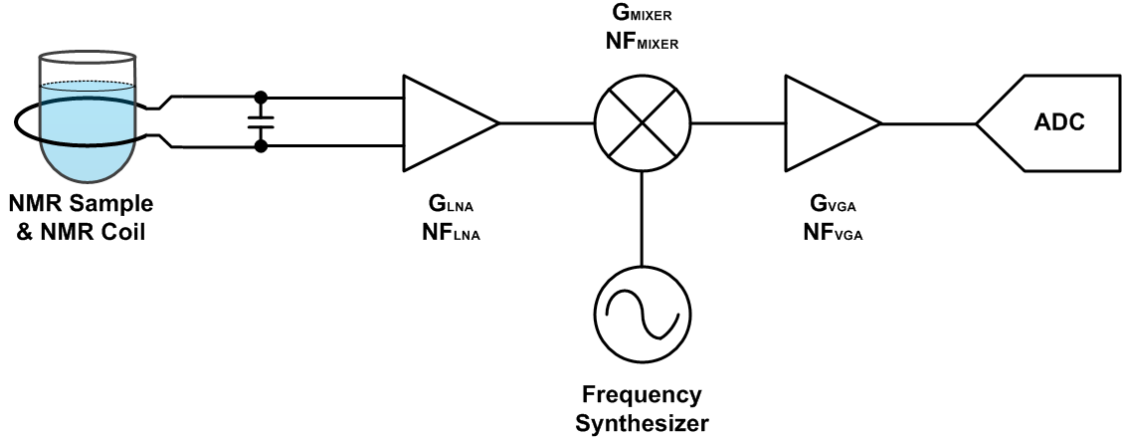 GMIXER
NFMIXER
ADC
NMR Sample
& NMR Coil
GLNA
NFLNA
GVGA
NFVGA
Frequency
Synthesizer